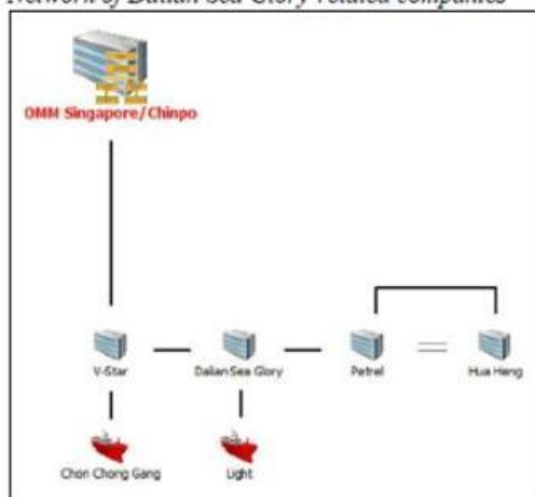 Network of Dalian Sea Glory related companies
OMM Singapore/Chinpo
V-Star
Dalian Sea Glory
Petrel
Hua Heng
Chon Chong Gang
Light